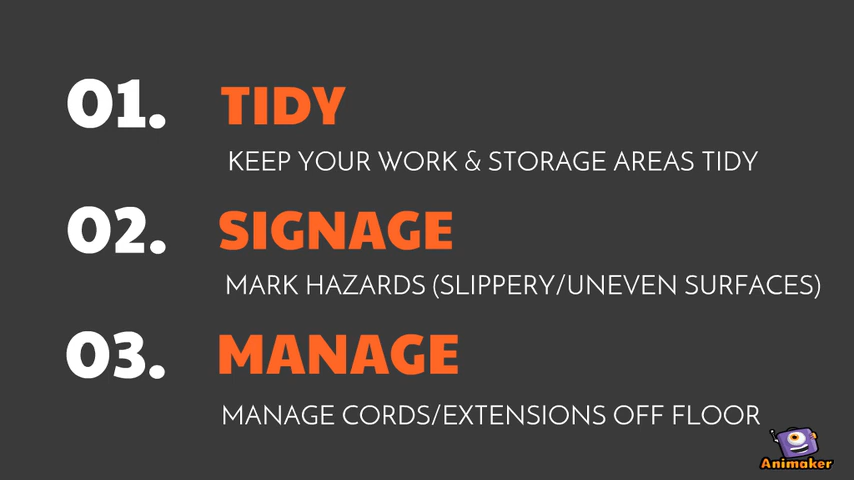 01. TIDY
KEEP YOUR WORK & STORAGE AREAS TIDY
02. SIGNAGE
MARK HAZARDS (SLIPPERY/UNEVEN SURFACES)
03. MANAGE
MANAGE CORDS/EXTENSIONS OFF FLOOR
Animaker